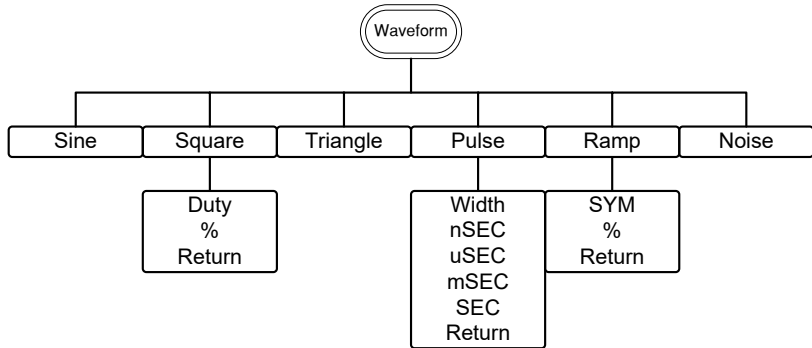 Waveform
Sine
Square
Triangle
Pulse
Ramp
Noise
Duty
%
Return
Width
nSEC
uSEC
mSEC
SEC
Return
SYM
%
Return